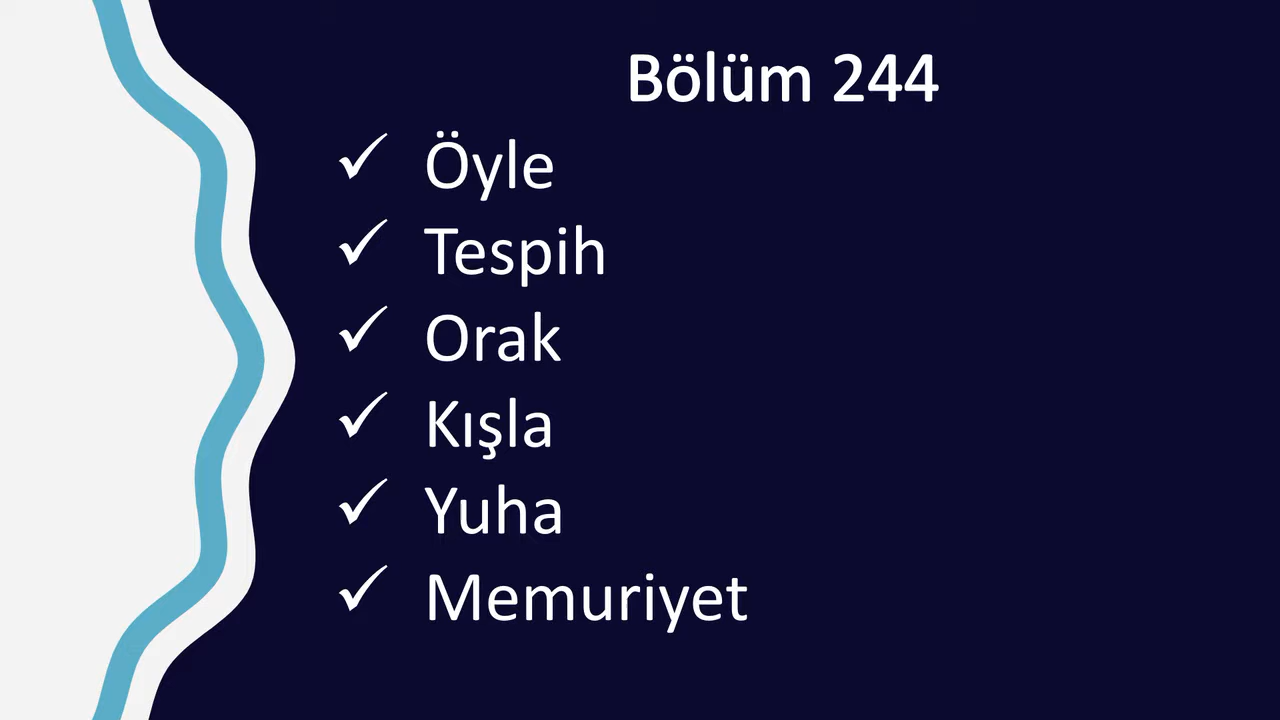 Bölüm 244
✓ Öyle
✓ Tespih
✓ Orak
✓ Kışla
✓ Yuha
✓ Memuriyet